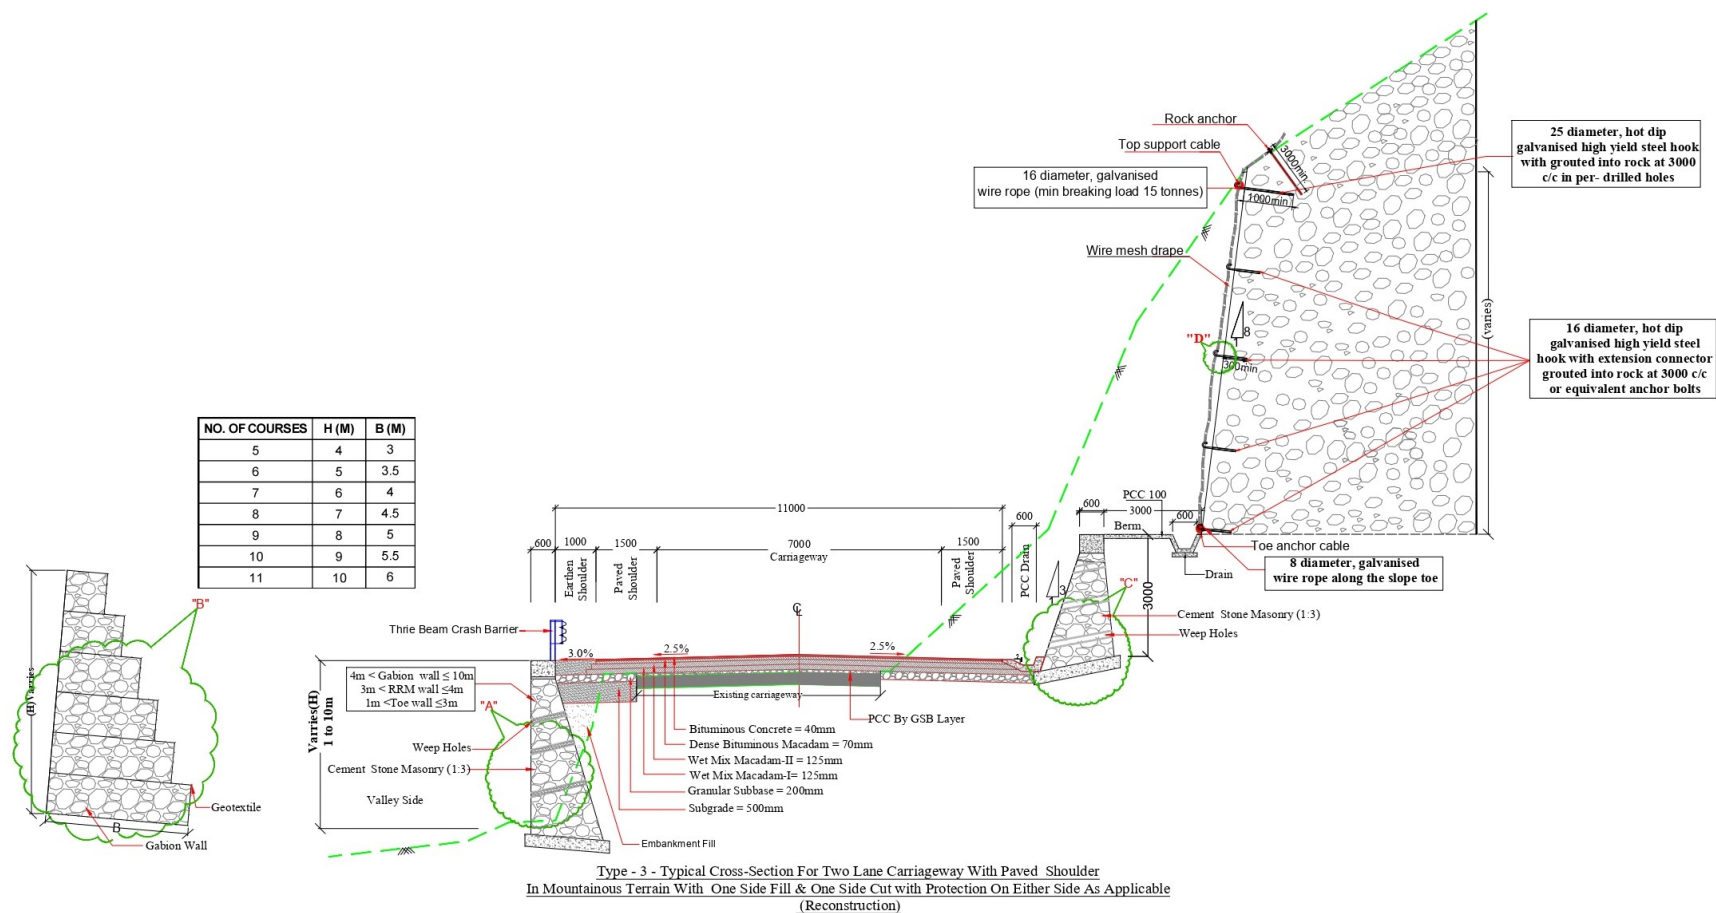 Rock anchor
Top support cable
16 diameter, galvanised
wire rope (min breaking load 15 tonnes)
3000min
1000min
25 diameter, hot dip
galvanised high yield steel hook
with grouted into rock at 3000
c/c in per- drilled holes
Wire mesh drape
8
1
"D"
300min
(varies)
16 diameter, hot dip
galvanised high yield steel
hook with extension connector
grouted into rock at 3000 c/c
or equivalent anchor bolts
NO. OF COURSES H (M) B (M)
5 4 3
6 5 3.5
7 6 4
8 7 4.5
9 8 5
10 9 5.5
11 10 6
11000
600 1000 1500 7000 1500
Carriageway
Earthen
Shoulder
Paved
Shoulder
Paved
Shoulder
600
PCC Drain
600
PCC 100
3000
600
Berm
Toe anchor cable
Drain
8 diameter, galvanised
wire rope along the slope toe
3
1
"C"
3000
Cement Stone Masonry (1:3)
Weep Holes
"B"
(H)Varries
B
Geotextile
Gabion Wall
Thrie Beam Crash Barrier
3.0%
2.5%
2.5%
℄
4m < Gabion wall ≤ 10m
3m < RRM wall ≤4m
1m <Toe wall ≤3m
"A"
Varries(H)
1 to 10m
Weep Holes
Cement Stone Masonry (1:3)
Valley Side
Existing carriageway
PCC By GSB Layer
Bituminous Concrete = 40mm
Dense Bituminous Macadam = 70mm
Wet Mix Macadam-II = 125mm
Wet Mix Macadam-I= 125mm
Granular Subbase = 200mm
Subgrade = 500mm
Embankment Fill
Type - 3 - Typical Cross-Section For Two Lane Carriageway With Paved Shoulder
In Mountainous Terrain With One Side Fill & One Side Cut with Protection On Either Side As Applicable
(Reconstruction)